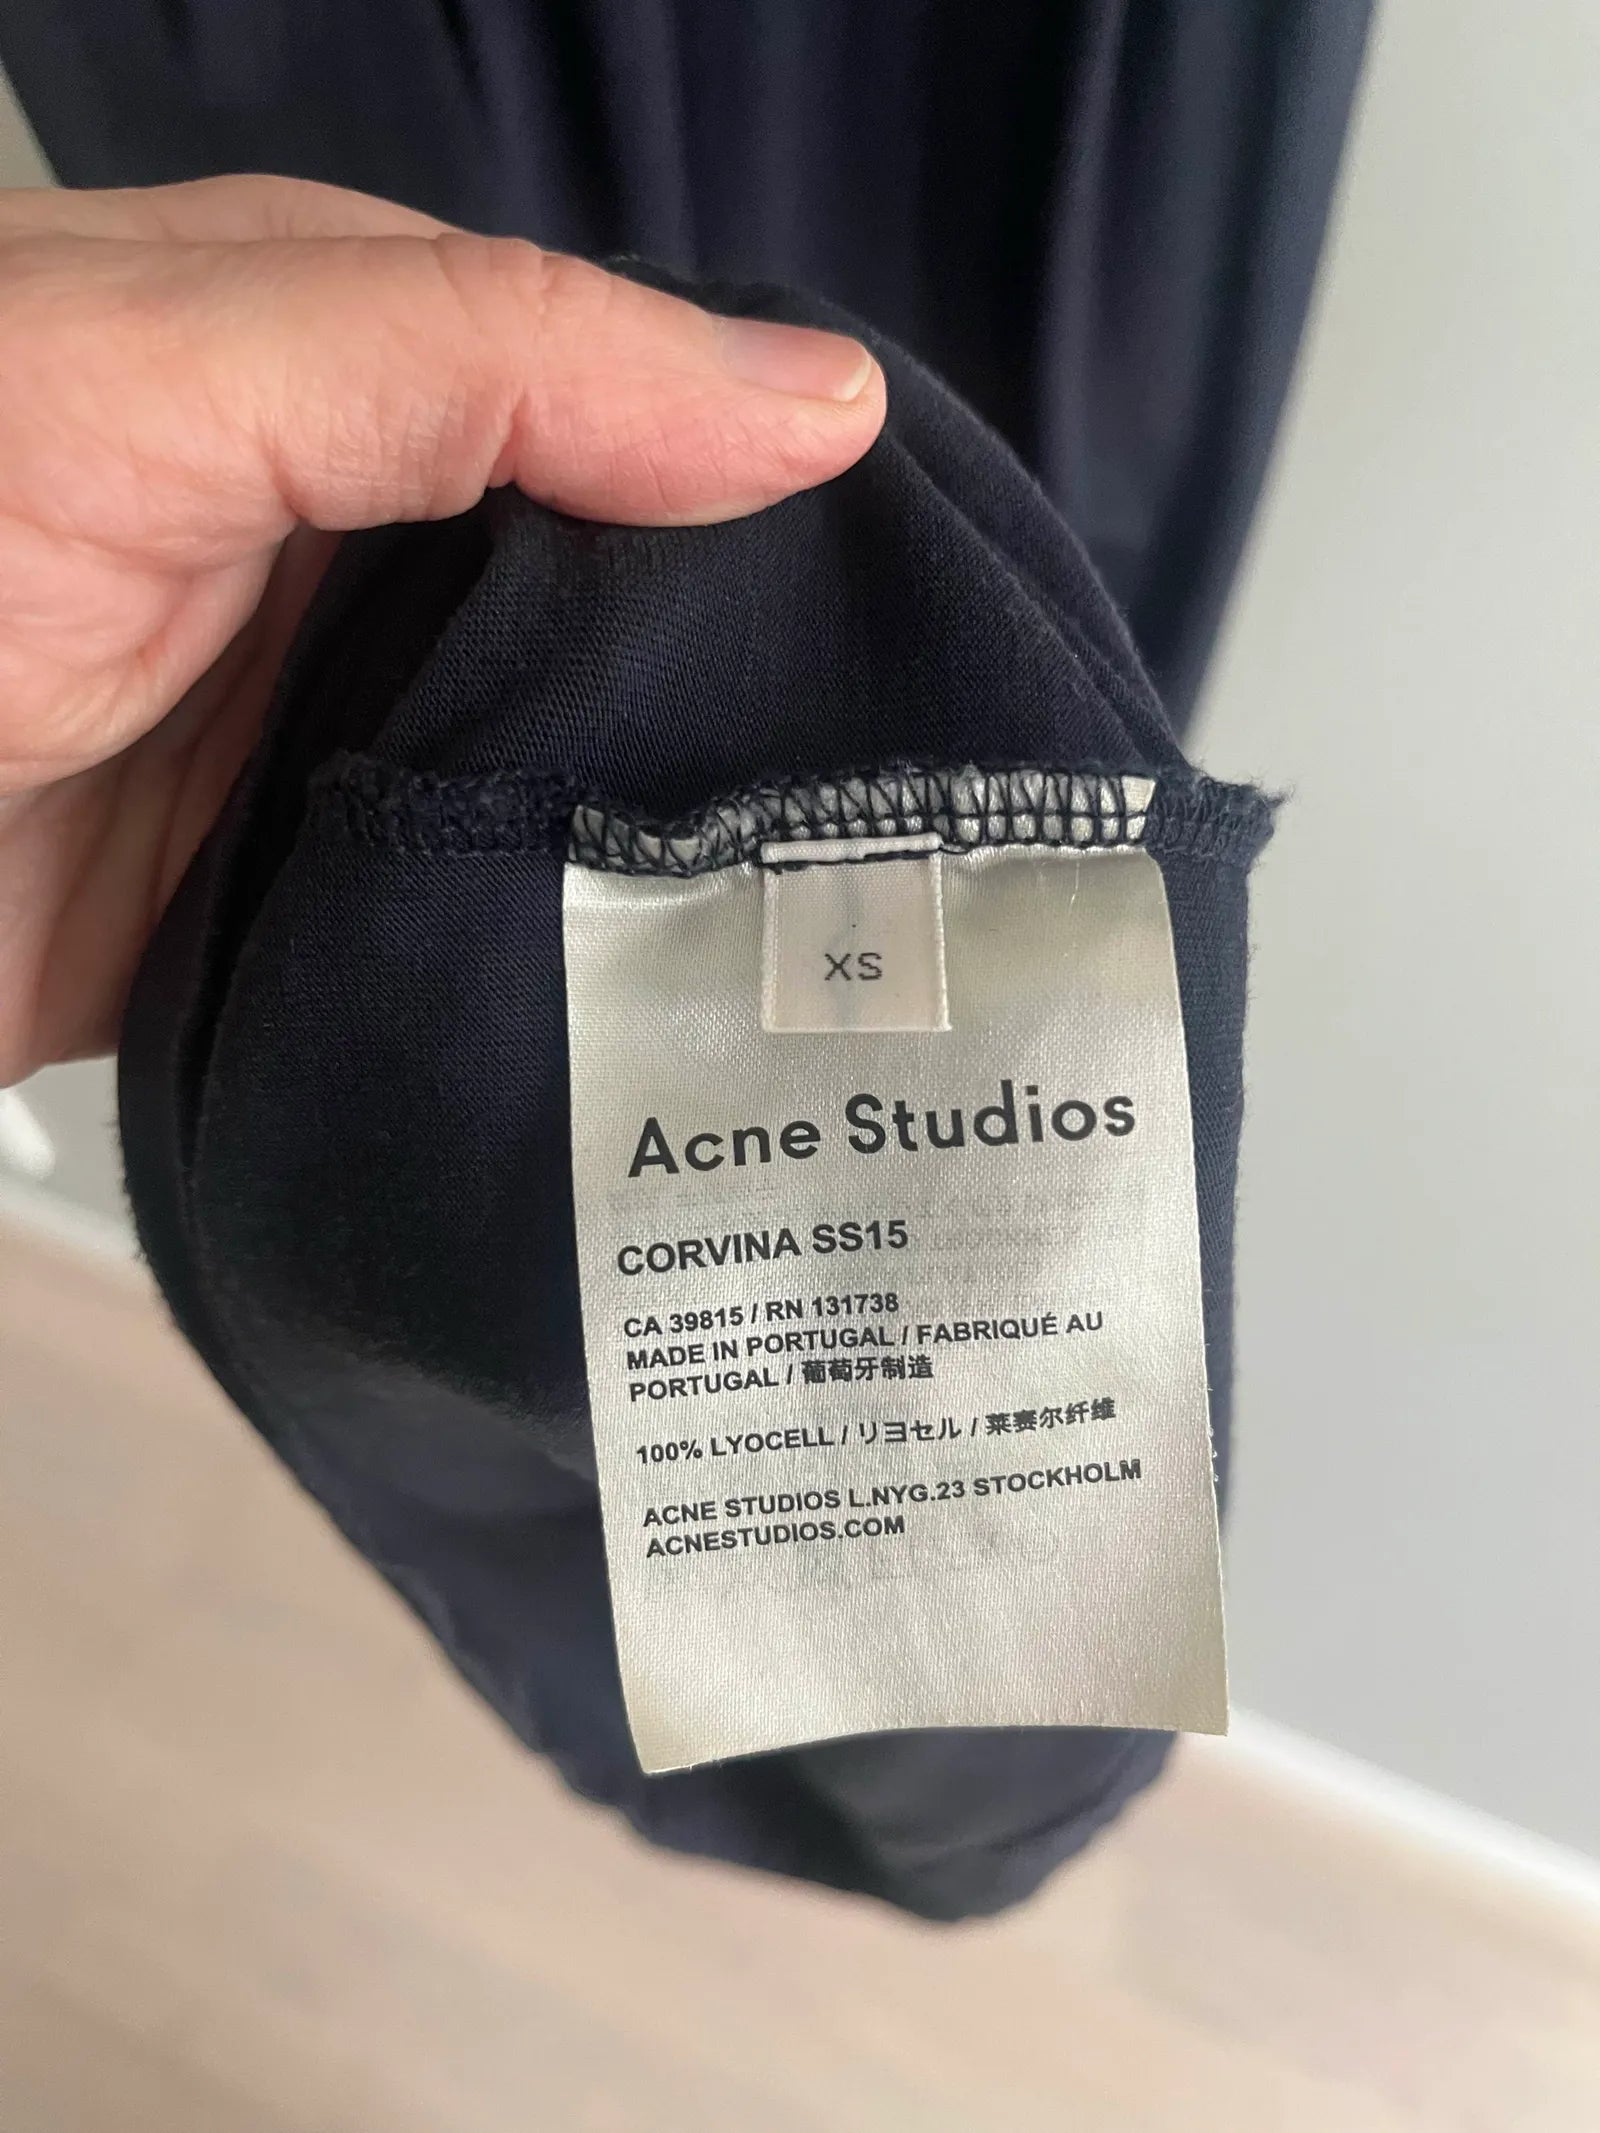 XS
Acne Studios
CORVINA SS15
CA 39815 / RN 131738
MADE IN PORTUGAL / FABRIQUÉ AU
PORTUGAL / 葡萄牙制造
100% LYOCELL / リヨセル / 莱赛尔纤维
ACNE STUDIOS L.NYG.23 STOCKHOLM
ACNESTUDIOS.COM